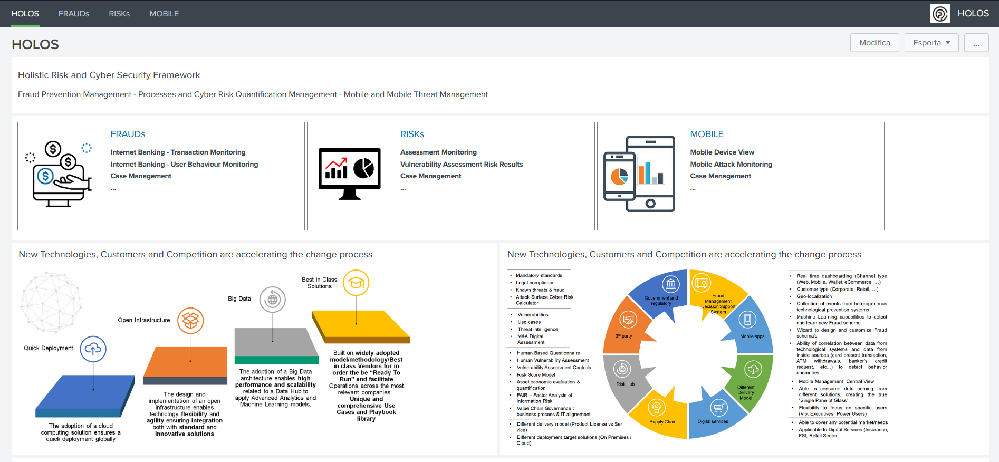 HOLOS
FRAUDs
RISKs
MOBILE
HOLOS
HOLOS
Modifica
Esporta
...
Holistic Risk and Cyber Security Framework
Fraud Prevention Management - Processes and Cyber Risk Quantification Management - Mobile and Mobile Threat Management
FRAUDs
Internet Banking - Transaction Monitoring
Internet Banking - User Behaviour Monitoring
Case Management
...
RISKs
Assessment Monitoring
Vulnerability Assessment Risk Results
Case Management
...
MOBILE
Mobile Device View
Mobile Attack Monitoring
Case Management
...
New Technologies, Customers and Competition are accelerating the change process
Quick Deployment
The adoption of a cloud
computing solution ensures a
quick deployment globally
Open Infrastructure
The design and
implementation of an open
infrastructure enables
technology flexibility and
agility ensuring integration
both with standard and
innovative solutions
Big Data
The adoption of a Big Data
architecture enables high
performance and scalability
related to a Data Hub to
apply Advanced Analytics and
Machine Learning models.
Best in Class
Solutions
Built on widely adopted
model/methodology/Best
in class Vendors for in
order the be “Ready To
Run” and facilitate
Operations across the most
relevant companies.
Unique and
comprehensive Use
Cases and Playbook
library
New Technologies, Customers and Competition are accelerating the change process
• Mandatory standards
• Legal compliance
• Known threats & fraud
• Attack Surface Cyber Risk
Calculator
• Vulnerabilities
• Use cases
• Threat intelligence
• M&A Digital
Assessment
• Human Based Questionnaire
• Human Vulnerability Assessment
• Vulnerability Assessment Controls
• Risk Score Model
• Asset economic evaluation &
quantification
• FAIR – Factor Analysis of
Information Risk
• Value Chain Governance :
business process & IT alignement
• Different delivery model (Product License vs Ser
vice)
• Different deployment target solutions (On Premises /
Cloud)
Government and
regulatory
Fraud
Management
Decision Support
System
3rd party
Mobile apps
Risk Hub
Different
Delivery
Model
Supply Chain
Digital services
• Real time dashboarding (Channel type
(Web, Mobile, Wallet, eCommerce, ...)
• Customer type (Corporate, Retail, ...)
• Geo-localization
• Collection of events from heterogeneous
technological prevention systems
• Machine Learning capabilities to detect
and learn new Fraud scheme
• Wizard to design and customize Fraud
schema's
• Ability of correlation between data from
technological systems and data from
inside sources (card present transaction,
ATM withdrawals, banker's credit
request, etc...) to detect behavior
anomalies
• Mobile Management Central View
• Able to consume data coming from
different solutions, creating the true
“Single Pane of Glass”
• Flexibility to focus on specific users
(Vip, Executives, Power Users)
• Able to cover any potential market/needs
• Applicable to Digital Services (Insurance,
FSI, Retail Sector